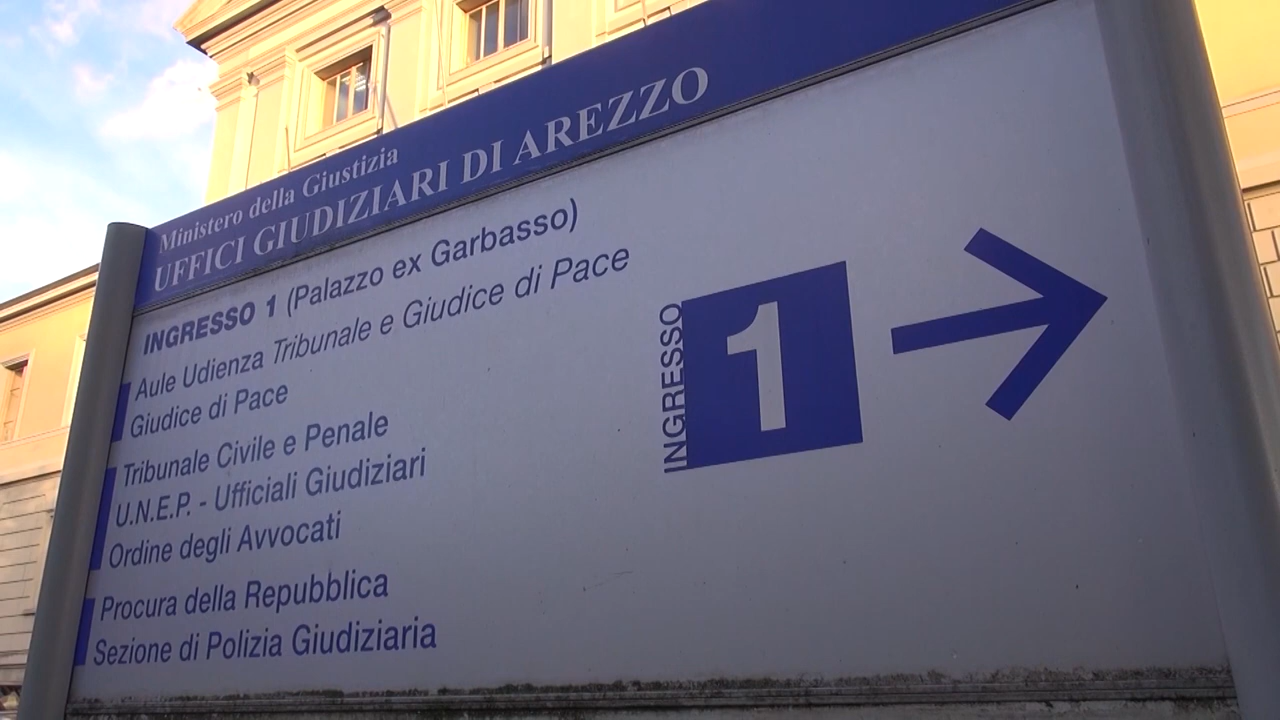 Ministero della Giustizia
UFFICI GIUDIZIARI DI AREZZO
INGRESSO 1 (Palazzo ex Garbasso)
Aule Udienza Tribunale e Giudice di Pace
Giudice di Pace
Tribunale Civile e Penale
U.N.E.P. - Ufficiali Giudiziari
Ordine degli Avvocati
Procura della Repubblica
Sezione di Polizia Giudiziaria
INGRESSO
1